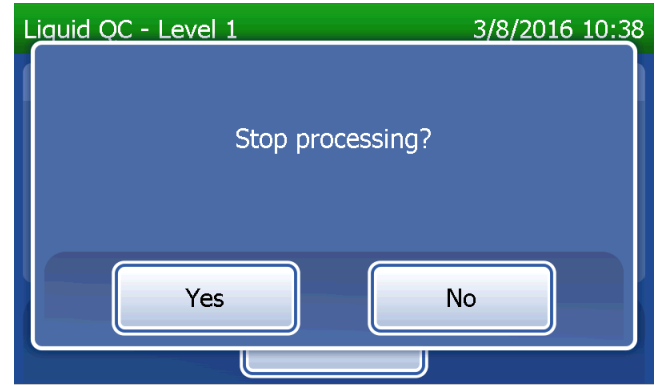 Liquid QC - Level 1 3/8/2016 10:38
Stop processing?
Yes No